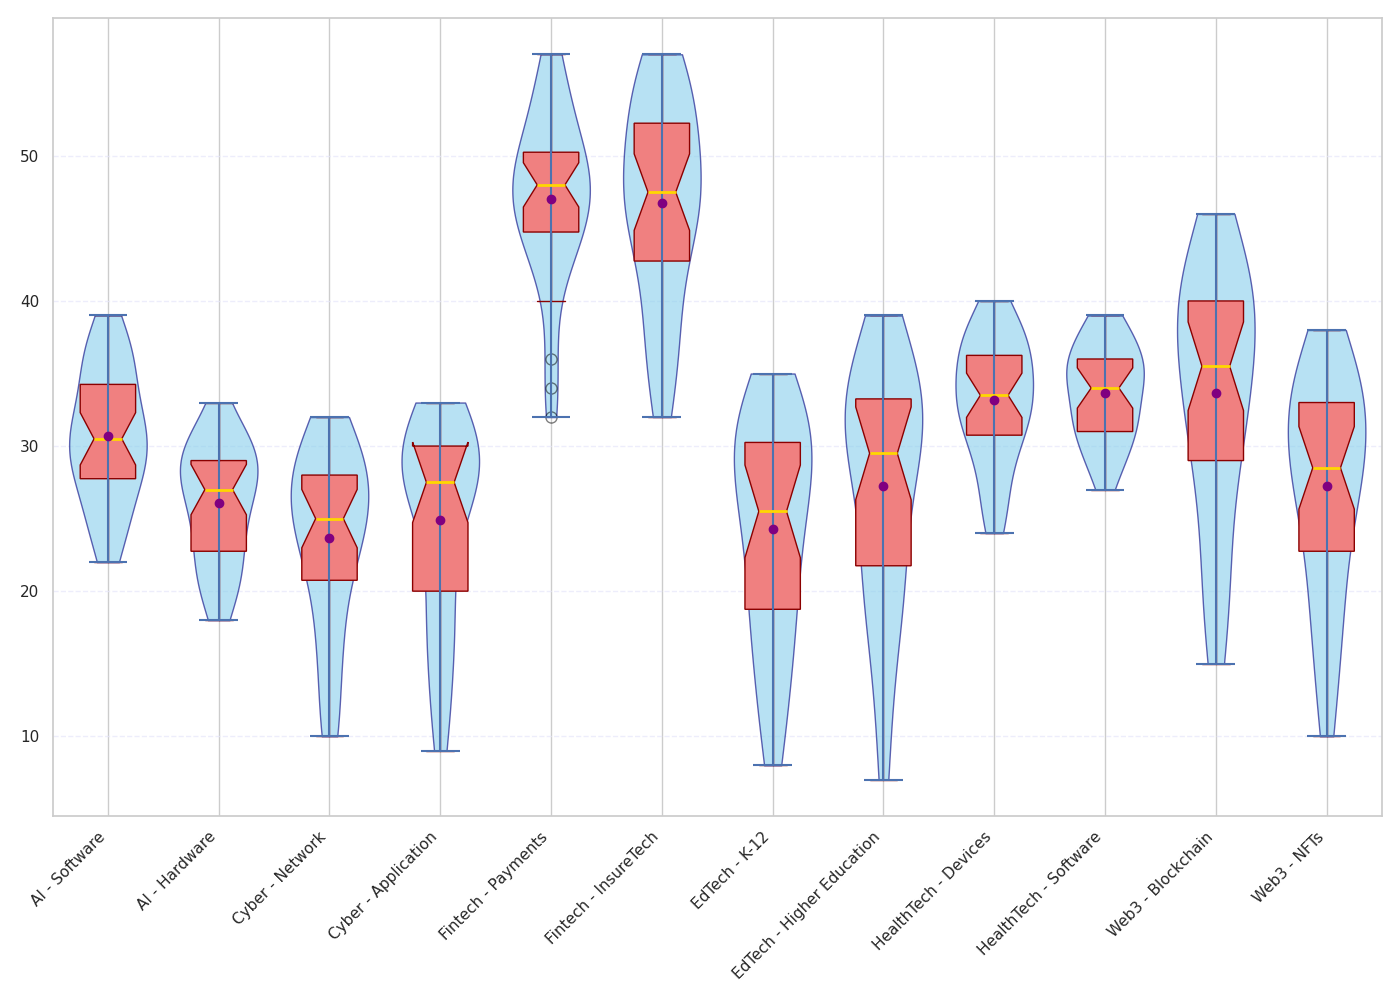 50
40
30
20
10
AI - Software
AI - Hardware
Cyber - Network
Cyber - Application
Fintech - Payments
Fintech - InsureTech
EdTech - K-12
EdTech - Higher Education
HealthTech - Devices
HealthTech - Software
Web3 - Blockchain
Web3 - NFTs